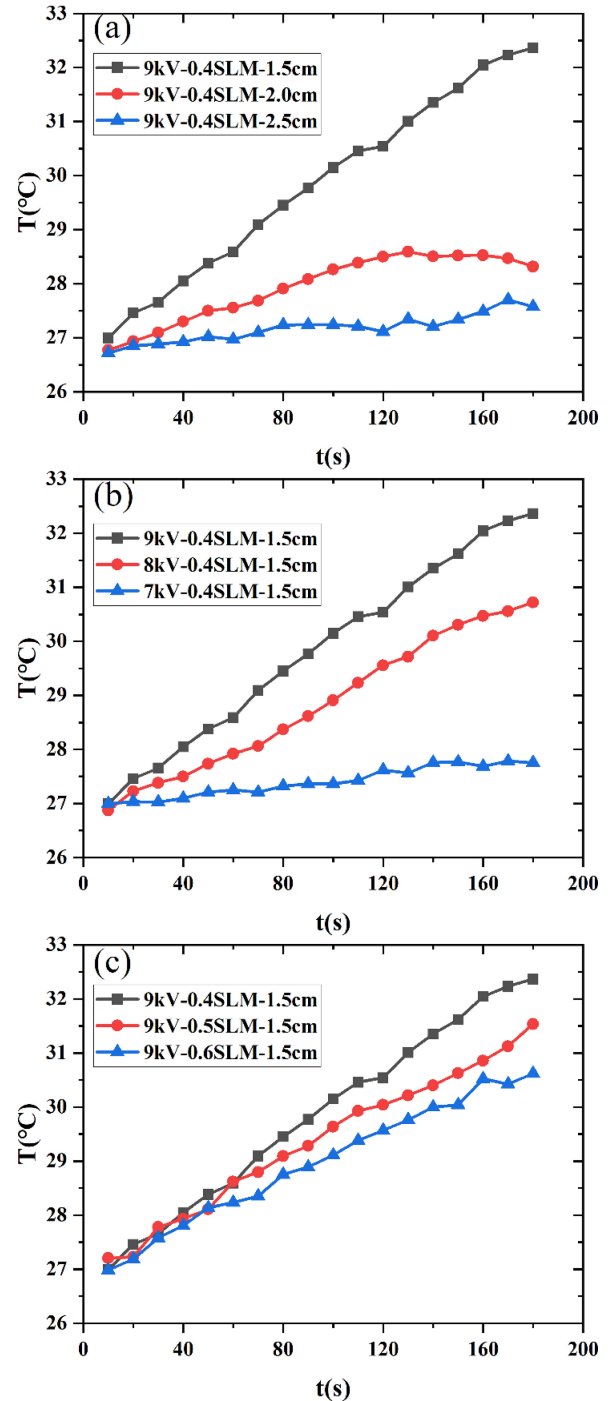 (a)
9kV-0.4SLM-1.5cm
9kV-0.4SLM-2.0cm
9kV-0.4SLM-2.5cm
T(°C)
33
32
31
30
29
28
27
26
0 40 80 120 160 200
t(s)
(b)
9kV-0.4SLM-1.5cm
8kV-0.4SLM-1.5cm
7kV-0.4SLM-1.5cm
T(°C)
33
32
31
30
29
28
27
26
0 40 80 120 160 200
t(s)
(c)
9kV-0.4SLM-1.5cm
9kV-0.5SLM-1.5cm
9kV-0.6SLM-1.5cm
T(°C)
33
32
31
30
29
28
27
26
0 40 80 120 160 200
t(s)